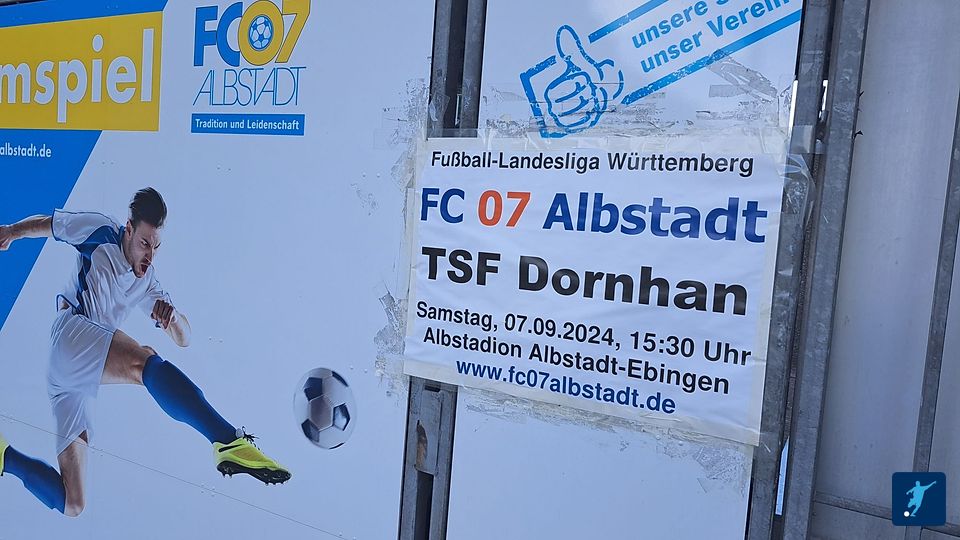 mspiel
albstadt.de
FC07
ALBSTADT
Tradition und Leidenschaft
unsere
unser Verein
Fußball-Landesliga Württemberg
FC 07 Albstadt
TSF Dornhan
Samstag, 07.09.2024, 15:30 Uhr
Albstadion Albstadt-Ebingen
www.fc07albstadt.de